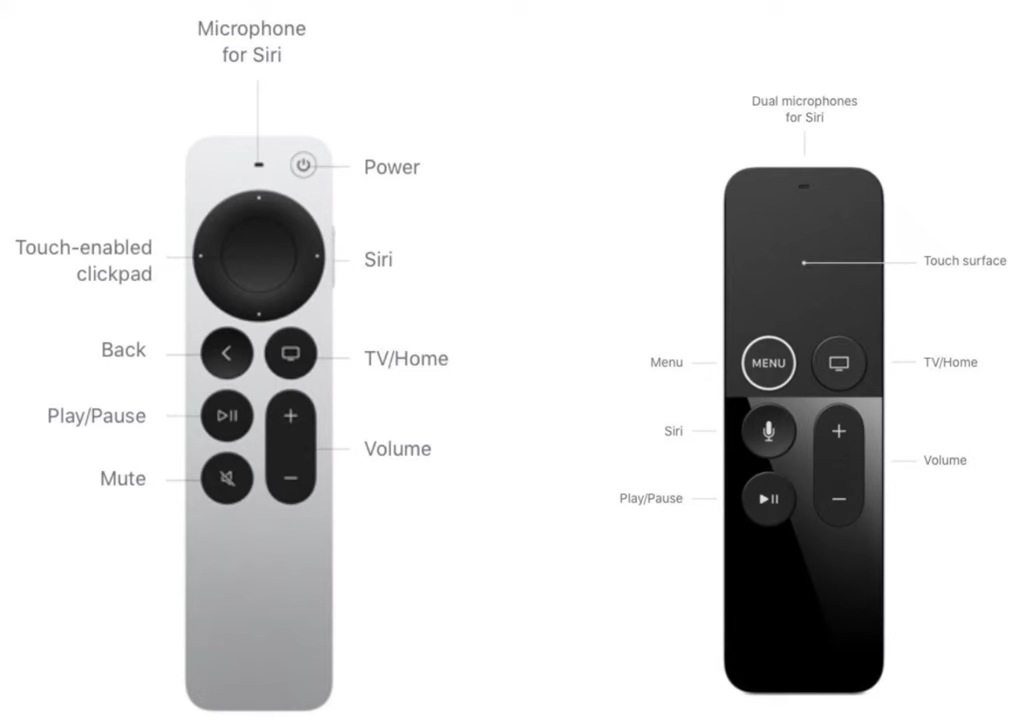 Microphone
for Siri
Power
Touch-enabled
clickpad
Siri
Back
TV/Home
Play/Pause
Volume
Mute
Dual microphones
for Siri
Touch surface
Menu
MENU
TV/Home
Siri
Volume
Play/Pause